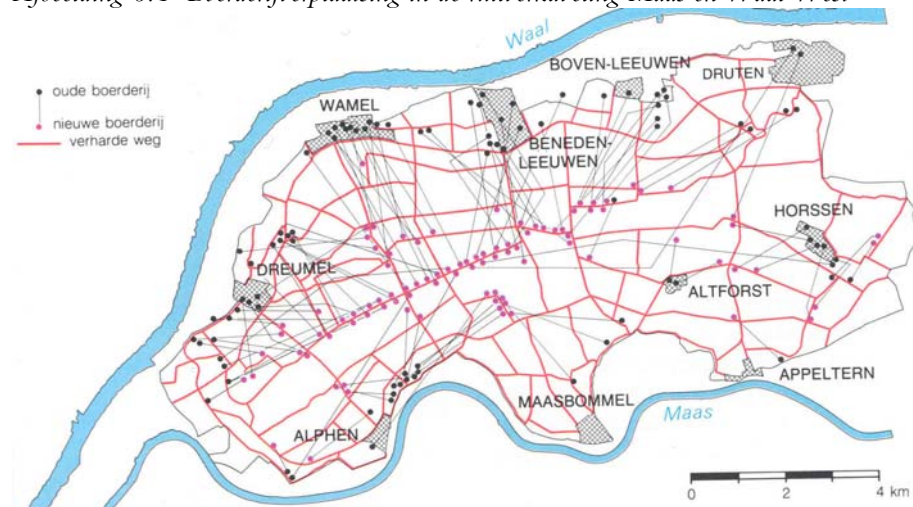 Waal
BOVEN-LEEUWEN
DRUTEN
oude boerderij
nieuwe boerderij
verharde weg
WAMEL
BENEDEN-
LEEUWEN
HORSSEN
DREUMEL
ALTFORST
APPELTERN
MAASBOMMEL
Maas
ALPHEN
0 2 4 km